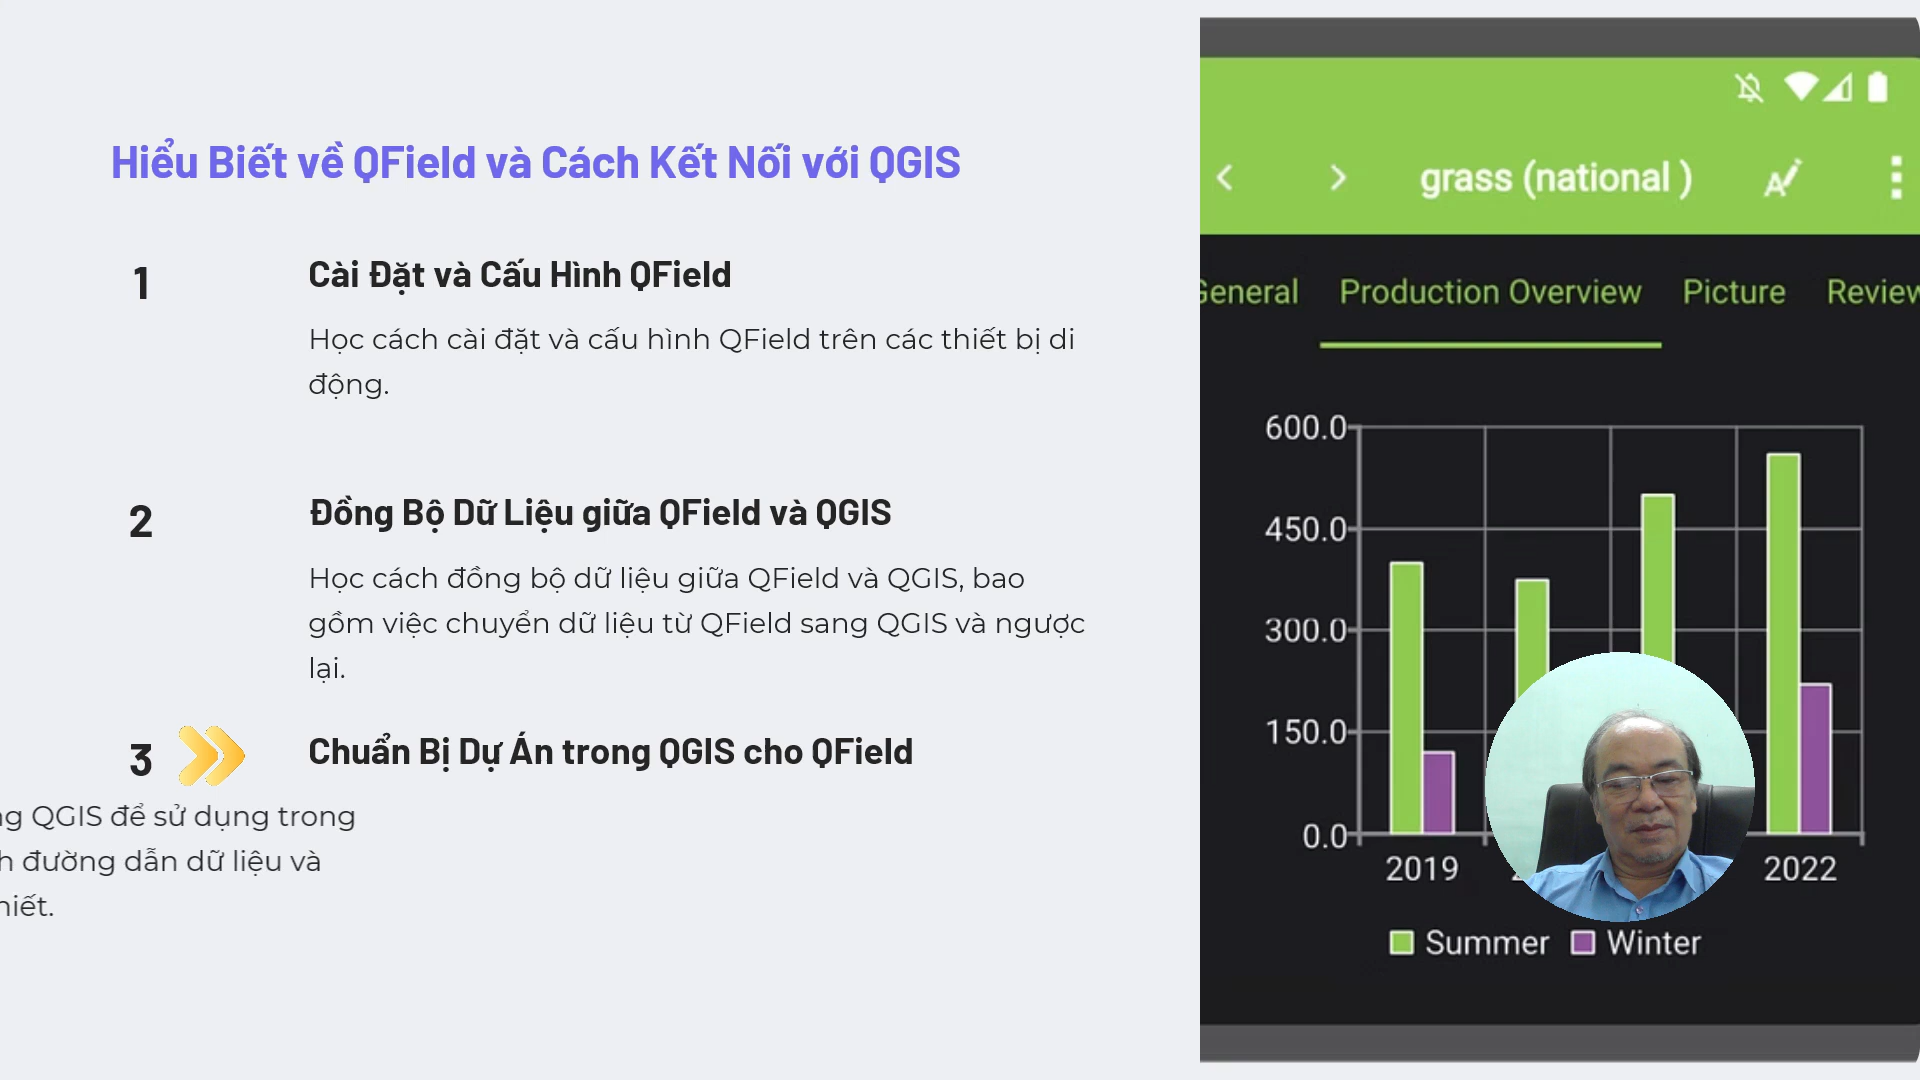 Hiểu Biết về QField và Cách Kết Nối với QGIS
1
Cài Đặt và Cấu Hình QField
Học cách cài đặt và cấu hình QField trên các thiết bị di
động.
2
Đồng Bộ Dữ Liệu giữa QField và QGIS
Học cách đồng bộ dữ liệu giữa QField và QGIS, bao
gồm việc chuyển dữ liệu từ QField sang QGIS và ngược
lại.
3
Chuẩn Bị Dự Án trong QGIS cho QField
QGIS để sử dụng trong
đường dẫn dữ liệu và
grass (national )
General Production Overview Picture Review
600.0
450.0
300.0
150.0
0.0
2019 2022
Summer Winter